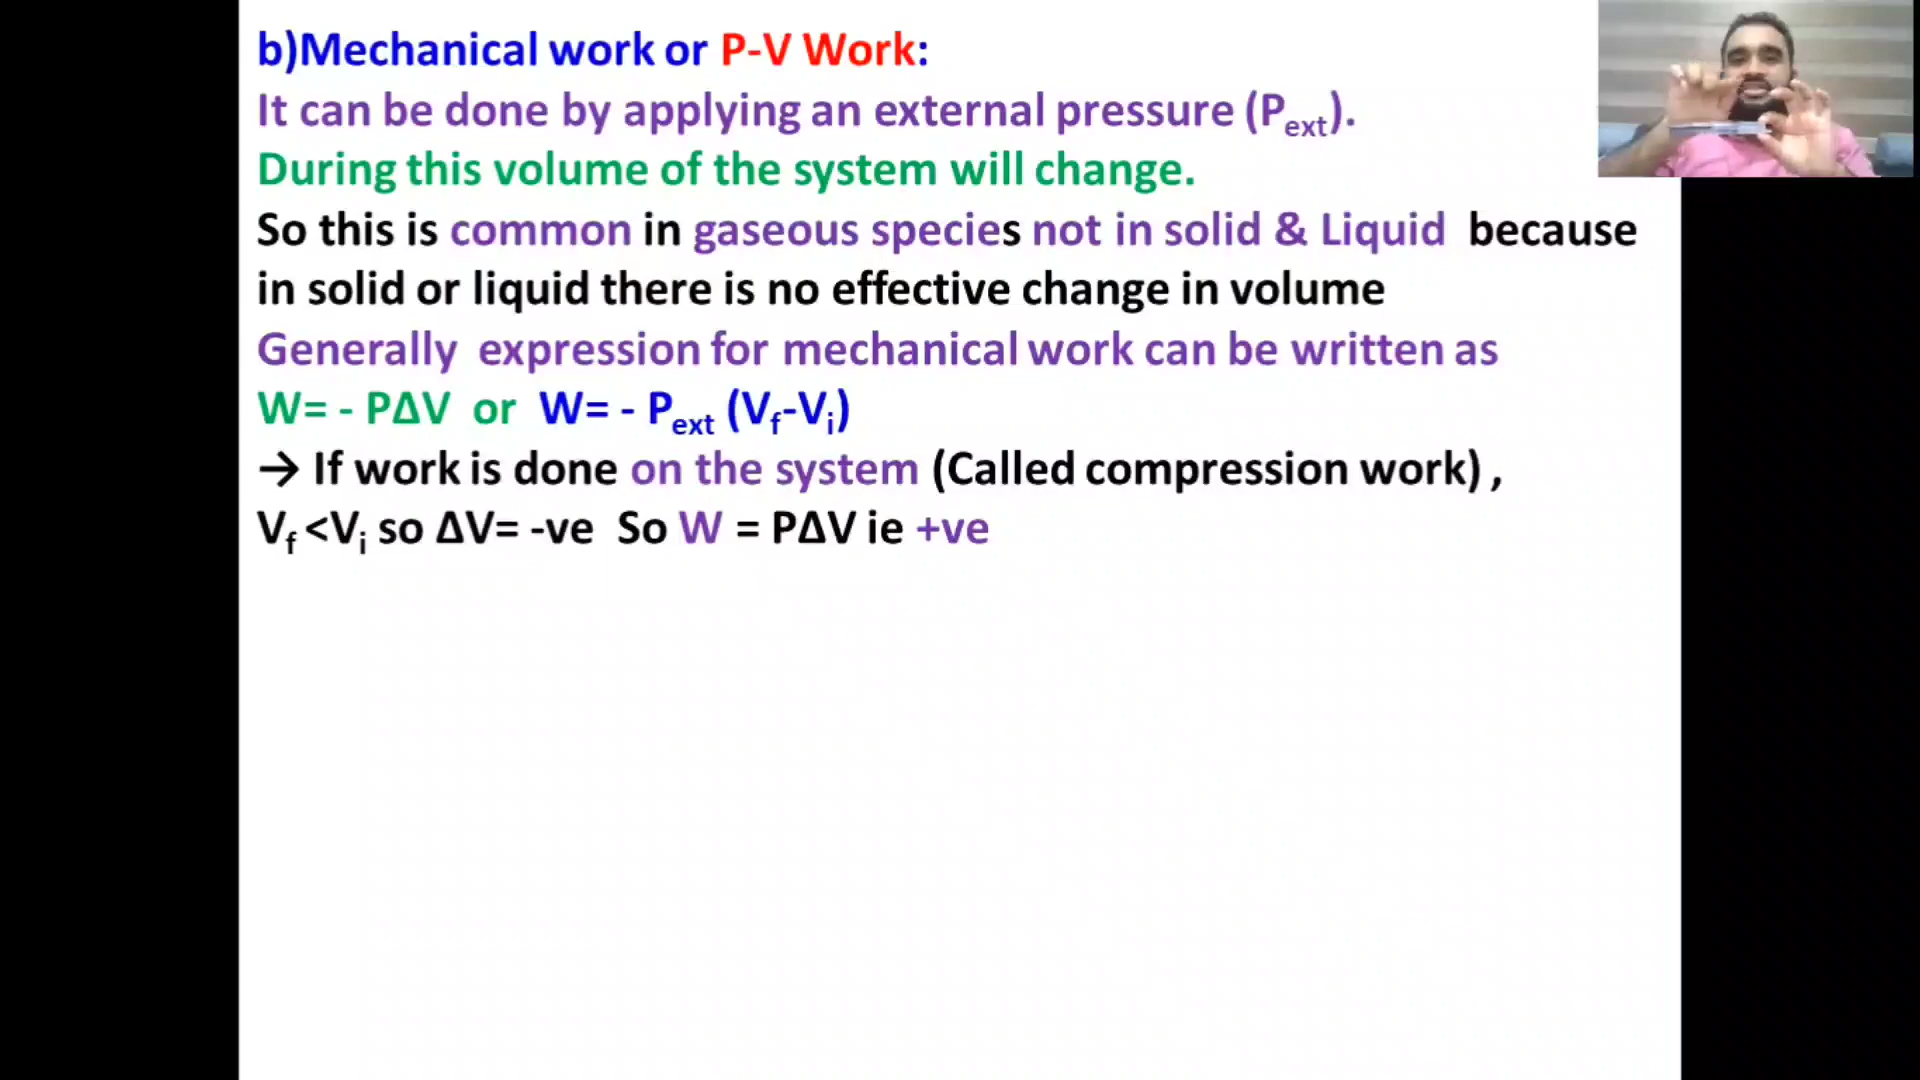 b)Mechanical work or P-V Work:
It can be done by applying an external pressure (Pext).
During this volume of the system will change.
So this is common in gaseous species not in solid & Liquid because
in solid or liquid there is no effective change in volume
Generally expression for mechanical work can be written as
W= - PΔV or W= - Pext (Vf-Vi)
→ If work is done on the system (Called compression work) ,
Vf <Vi so ΔV= -ve So W = PΔV ie +ve